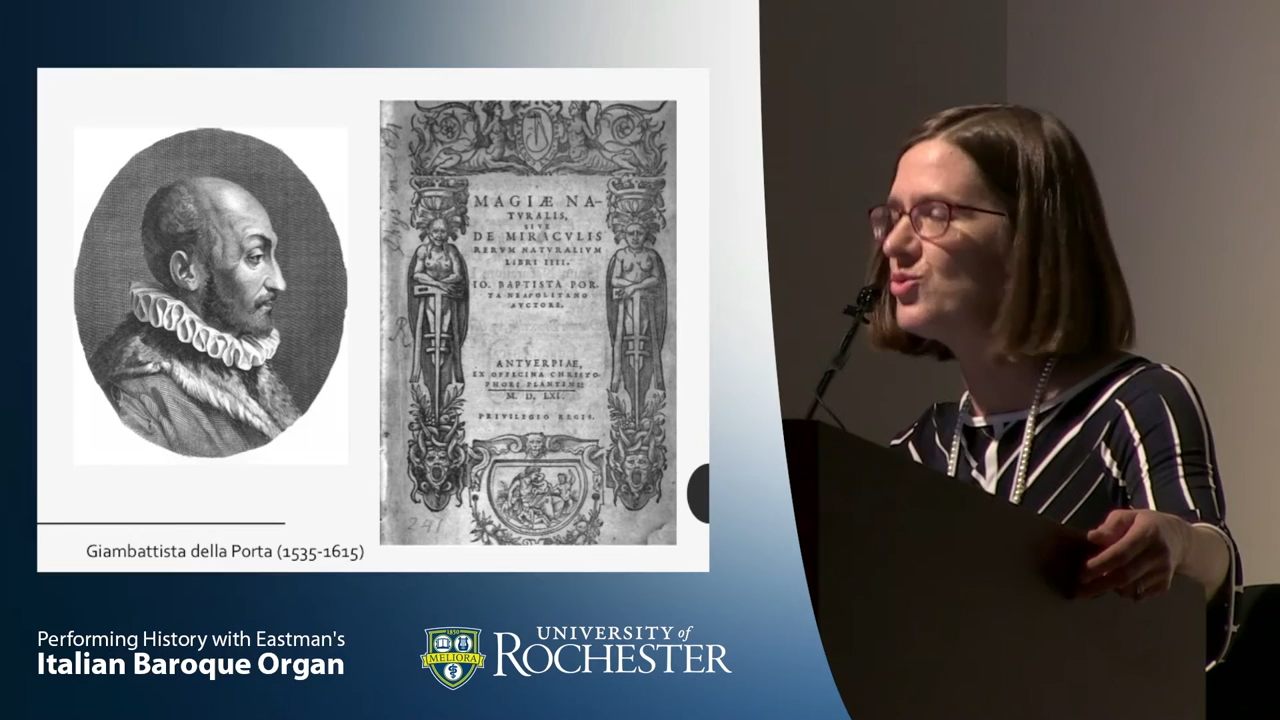 MAGIÆ NA-
TVRALIS,
SIVE
DE MIRACVLIS
RERVM NATVRALIVM
LIBRI IIII.
IO. BAPTISTA POR-
TA NEAPOLITANO
AVCTORE.
ANTVERPIAE,
EX OFFICINA CHRISTO-
PHORI PLANTINI
M. D. LXI.
PRIVILEGIO REGIS.
241
Giambattista della Porta (1535-1615)
Performing History with Eastman's
Italian Baroque Organ
1850
MELIORA
UNIVERSITY of
ROCHESTER